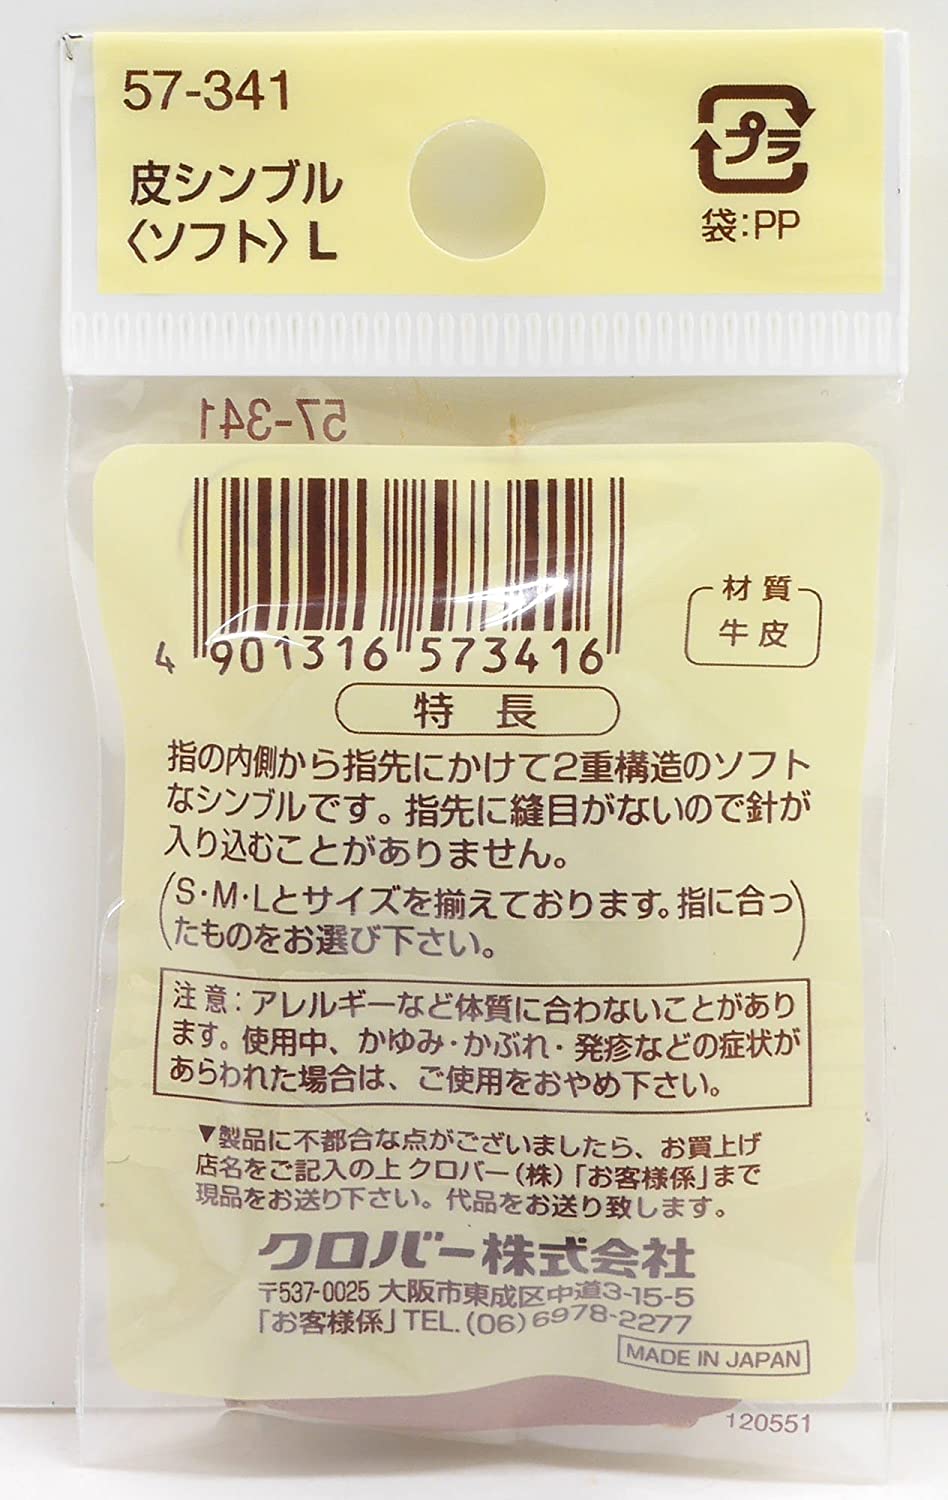 57-341
皮シンブル
〈ソフト〉L
プラ
袋:PP
57-341
4 901316 573416
材質
牛皮
特長
指の内側から指先にかけて2重構造のソフト
なシンブルです。指先に縫目がないので針が
入り込むことがありません。
(S・M・Lとサイズを揃えております。指に合っ
たものをお選び下さい。)
注意:アレルギーなど体質に合わないことがあり
ます。使用中、かゆみ・かぶれ・発疹などの症状が
あらわれた場合は、ご使用をおやめ下さい。
▼製品に不都合な点がございましたら、お買上げ
店名をご記入の上クロバー(株)「お客様係」まで
現品をお送り下さい。代品をお送り致します。
クロバー株式会社
〒537-0025 大阪市東成区中道3-15-5
「お客様係」TEL.(06)6978-2277
MADE IN JAPAN
120551